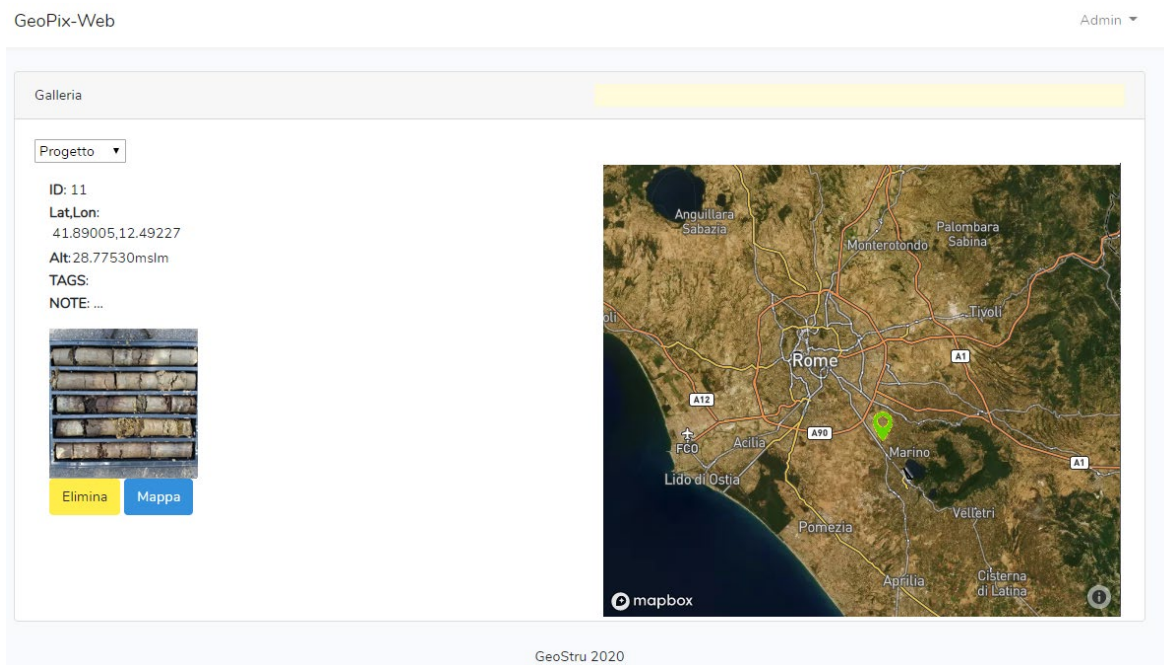 GeoPix-Web
Admin
Galleria
Progetto
ID: 11
Lat,Lon:
41.89005,12.49227
Alt:28.77530mslm
TAGS:
NOTE: ...
Elimina
Mappa
Anguillara
Sabazia
Palombara
Sabina
Monterotondo
Tivoli
oli
Rome
A1
A12
A90
FCO
Acilia
Marino
A1
Lido di Ostia
Velletri
Pomezia
Aprilia
Cisterna
di Latina
mapbox
GeoStru 2020